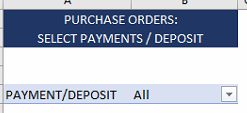 A B
PURCHASE ORDERS:
SELECT PAYMENTS / DEPOSIT
PAYMENT/DEPOSIT All